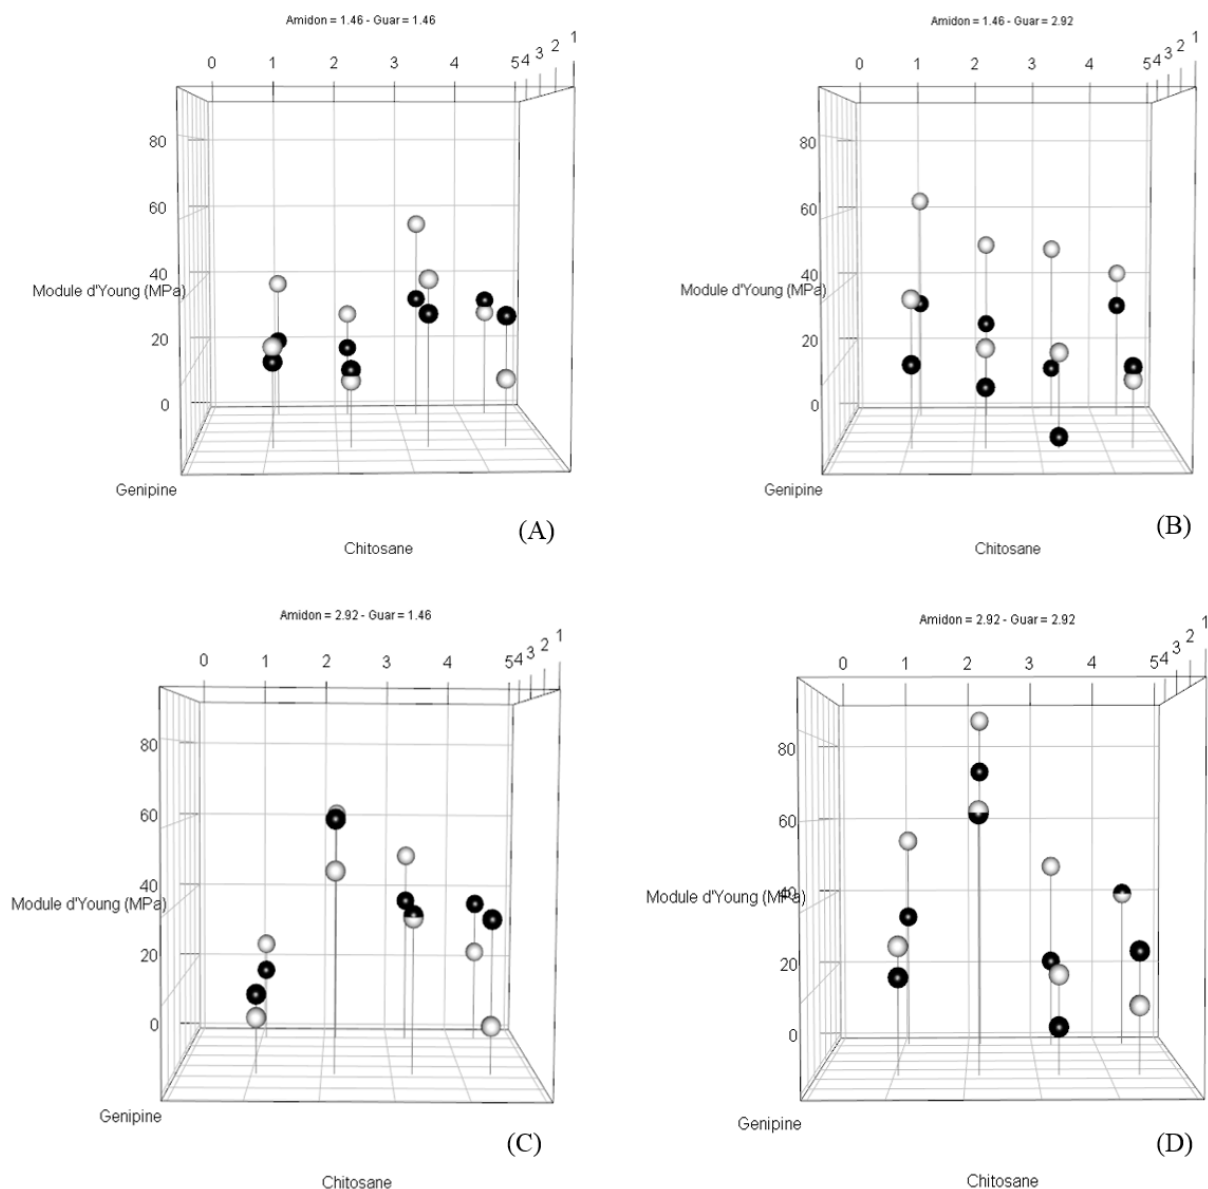 Amidon = 1.46 - Guar = 1.46
0 1 2 3 4 5 4 3 2 1
80
60
40
Module d'Young (MPa)
20
0
Genipine
(A)
Chitosane
Amidon = 1.46 - Guar = 2.92
0 1 2 3 4 5 4 3 2 1
80
60
40
Module d'Young (MPa)
20
0
Genipine
(B)
Chitosane
Amidon = 2.92 - Guar = 1.46
0 1 2 3 4 5 4 3 2 1
80
60
40
Module d'Young (MPa)
20
0
Genipine
(C)
Chitosane
Amidon = 2.92 - Guar = 2.92
0 1 2 3 4 5 4 3 2 1
80
60
40
Module d'Young (MPa)
20
0
Genipine
(D)
Chitosane